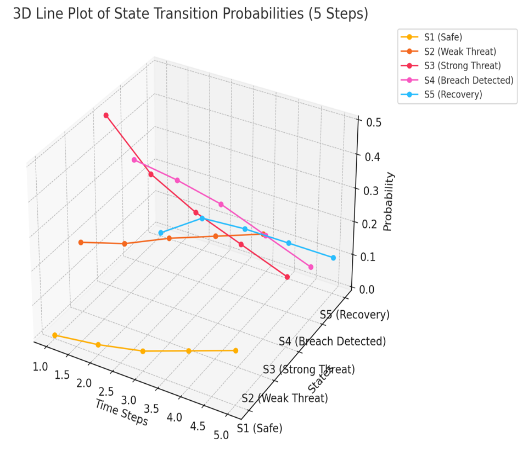 3D Line Plot of State Transition Probabilities (5 Steps)
S1 (Safe)
S2 (Weak Threat)
S3 (Strong Threat)
S4 (Breach Detected)
S5 (Recovery)
0.5
0.4
0.3
0.2
0.1
0.0
Probability
S5 (Recovery)
S4 (Breach Detected)
S3 (Strong Threat)
S2 (Weak Threat)
S1 (Safe)
States
1.0
1.5
2.0
2.5
3.0
3.5
4.0
4.5
5.0
Time Steps